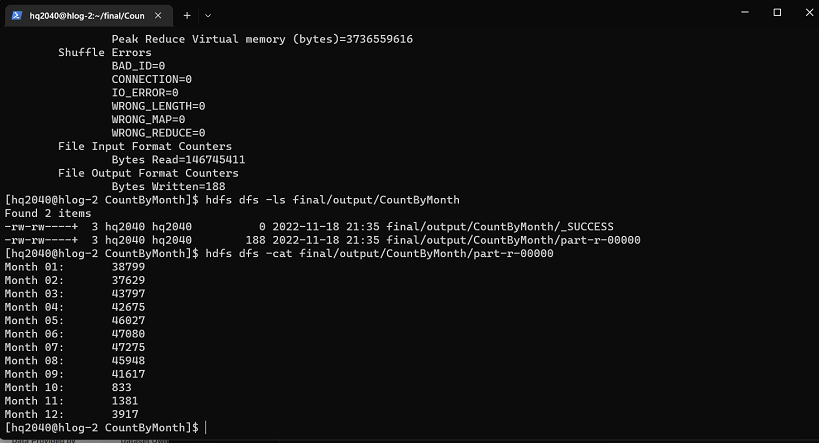 hq2040@hlog-2:~/final/Coun
Peak Reduce Virtual memory (bytes)=3736559616
Shuffle Errors
BAD_ID=0
CONNECTION=0
IO_ERROR=0
WRONG_LENGTH=0
WRONG_MAP=0
WRONG_REDUCE=0
File Input Format Counters
Bytes Read=146745411
File Output Format Counters
Bytes Written=188
[hq2040@hlog-2 CountByMonth]$ hdfs dfs -ls final/output/CountByMonth
Found 2 items
-rw-rw----+  3 hq2040 hq2040          0 2022-11-18 21:35 final/output/CountByMonth/_SUCCESS
-rw-rw----+  3 hq2040 hq2040        188 2022-11-18 21:35 final/output/CountByMonth/part-r-00000
[hq2040@hlog-2 CountByMonth]$ hdfs dfs -cat final/output/CountByMonth/part-r-00000
Month 01:       38799
Month 02:       37629
Month 03:       43797
Month 04:       42675
Month 05:       46027
Month 06:       47080
Month 07:       47275
Month 08:       45948
Month 09:       41617
Month 10:       833
Month 11:       1381
Month 12:       3917
[hq2040@hlog-2 CountByMonth]$